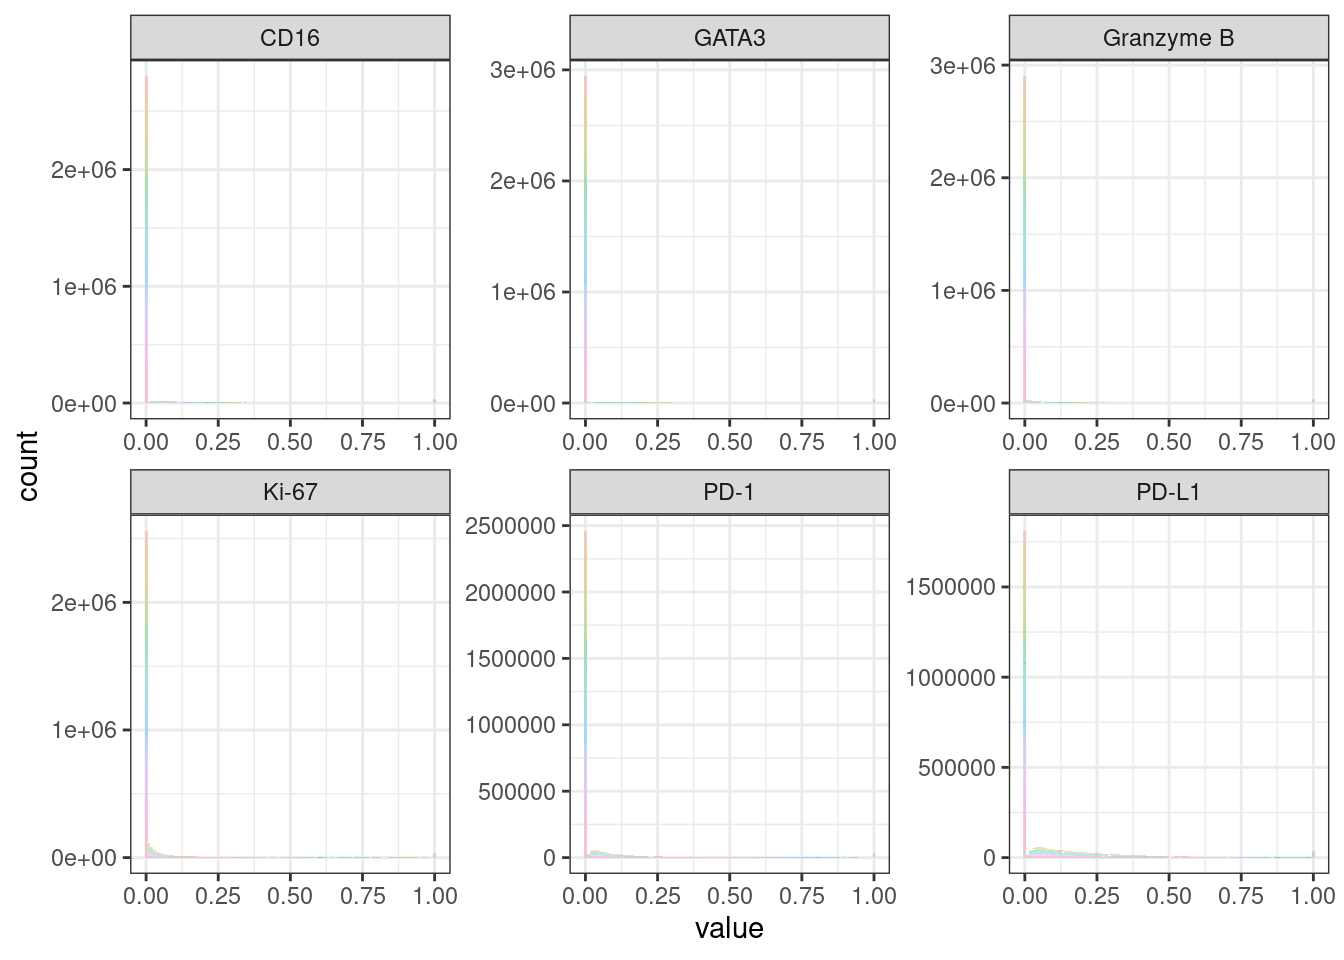 CD16 GATA3 Granzyme B
3e+06 3e+06
2e+06 2e+06 2e+06
1e+06 1e+06 1e+06
0e+00 0e+00 0e+00
0.00 0.25 0.50 0.75 1.00 0.00 0.25 0.50 0.75 1.00 0.00 0.25 0.50 0.75 1.00
count
Ki-67 PD-1 PD-L1
2500000
2e+06 2000000 1500000
1500000
1e+06 1000000 1000000
500000 500000
0e+00 0 0
0.00 0.25 0.50 0.75 1.00 0.00 0.25 0.50 0.75 1.00 0.00 0.25 0.50 0.75 1.00
value